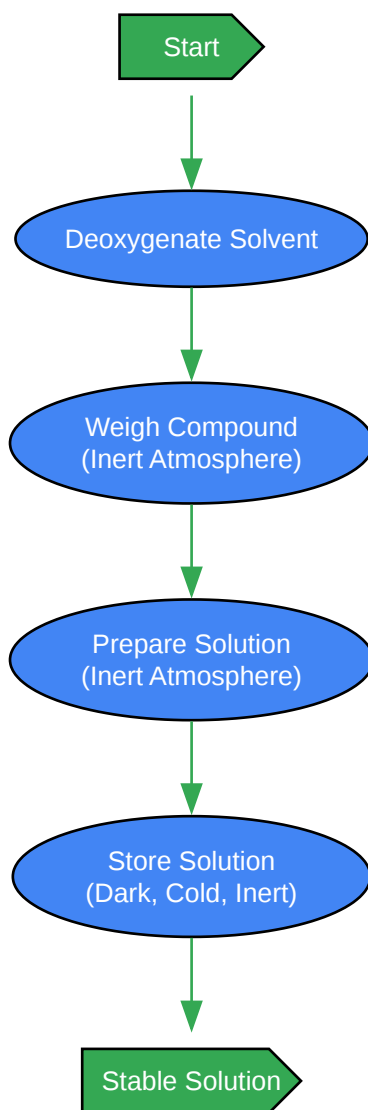 Start
Deoxygenate Solvent
Weigh Compound
(Inert Atmosphere)
Prepare Solution
(Inert Atmosphere)
Store Solution
(Dark, Cold, Inert)
Stable Solution